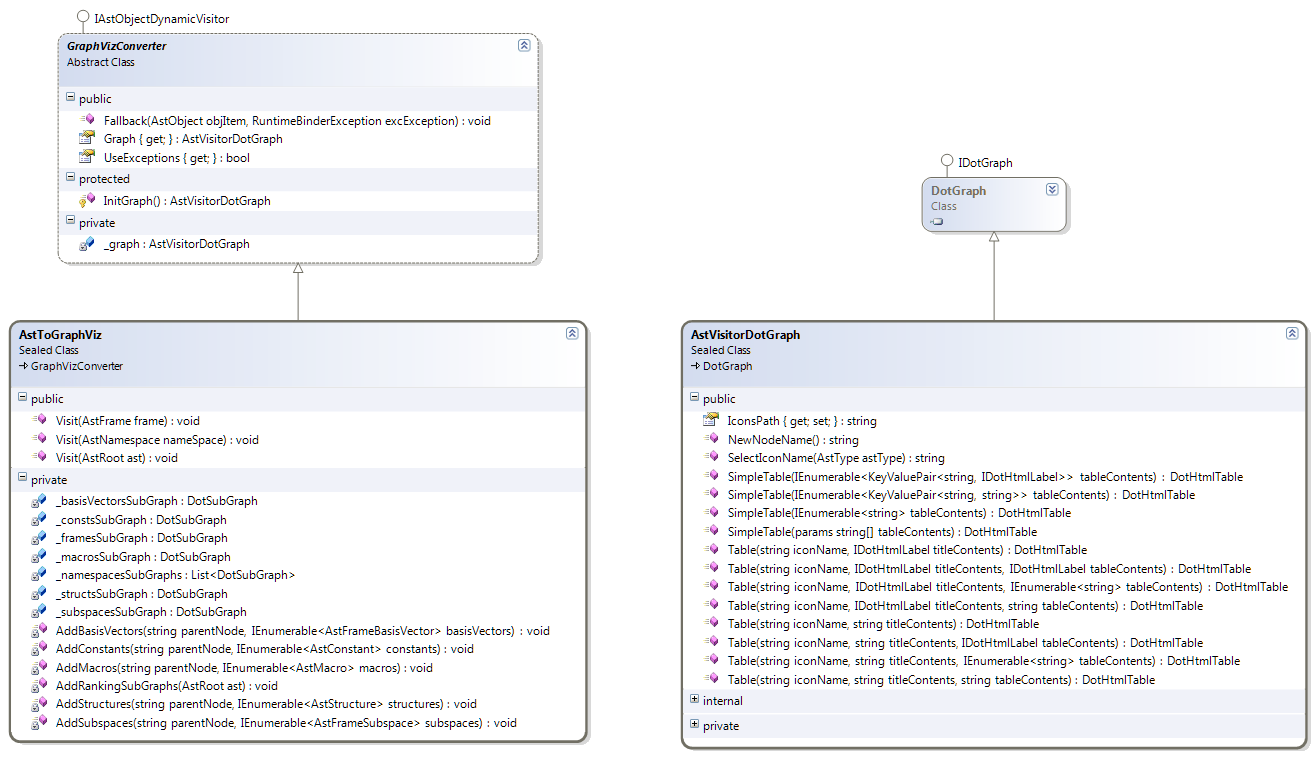 IAstObjectDynamicVisitor
GraphVizConverter
Abstract Class
public
Fallback(AstObject objItem, RuntimeBinderException excException) : void
Graph { get; } : AstVisitorDotGraph
UseExceptions { get; } : bool
protected
InitGraph() : AstVisitorDotGraph
private
_graph : AstVisitorDotGraph
AstToGraphViz
Sealed Class
GraphVizConverter
public
Visit(AstFrame frame) : void
Visit(AstNamespace nameSpace) : void
Visit(AstRoot ast) : void
private
_basisVectorsSubGraph : DotSubGraph
_constsSubGraph : DotSubGraph
_framesSubGraph : DotSubGraph
_macrosSubGraph : DotSubGraph
_namespacesSubGraphs : List<DotSubGraph>
_structsSubGraph : DotSubGraph
_subspacesSubGraph : DotSubGraph
AddBasisVectors(string parentNode, IEnumerable<AstFrameBasisVector> basisVectors) : void
AddConstants(string parentNode, IEnumerable<AstConstant> constants) : void
AddMacros(string parentNode, IEnumerable<AstMacro> macros) : void
AddRankingSubGraphs(AstRoot ast) : void
AddStructures(string parentNode, IEnumerable<AstStructure> structures) : void
AddSubspaces(string parentNode, IEnumerable<AstFrameSubspace> subspaces) : void
IDotGraph
DotGraph
Class
AstVisitorDotGraph
Sealed Class
DotGraph
public
IconsPath { get; set; } : string
NewNodeName() : string
SelectIconName(AstType astType) : string
SimpleTable(IEnumerable<KeyValuePair<string, IDotHtmlLabel>> tableContents) : DotHtmlTable
SimpleTable(IEnumerable<KeyValuePair<string, string>> tableContents) : DotHtmlTable
SimpleTable(IEnumerable<string> tableContents) : DotHtmlTable
SimpleTable(params string[] tableContents) : DotHtmlTable
Table(string iconName, IDotHtmlLabel titleContents) : DotHtmlTable
Table(string iconName, IDotHtmlLabel titleContents, IDotHtmlLabel tableContents) : DotHtmlTable
Table(string iconName, IDotHtmlLabel titleContents, IEnumerable<string> tableContents) : DotHtmlTable
Table(string iconName, IDotHtmlLabel titleContents, string tableContents) : DotHtmlTable
Table(string iconName, string titleContents) : DotHtmlTable
Table(string iconName, string titleContents, IDotHtmlLabel tableContents) : DotHtmlTable
Table(string iconName, string titleContents, IEnumerable<string> tableContents) : DotHtmlTable
Table(string iconName, string titleContents, string tableContents) : DotHtmlTable
internal
private